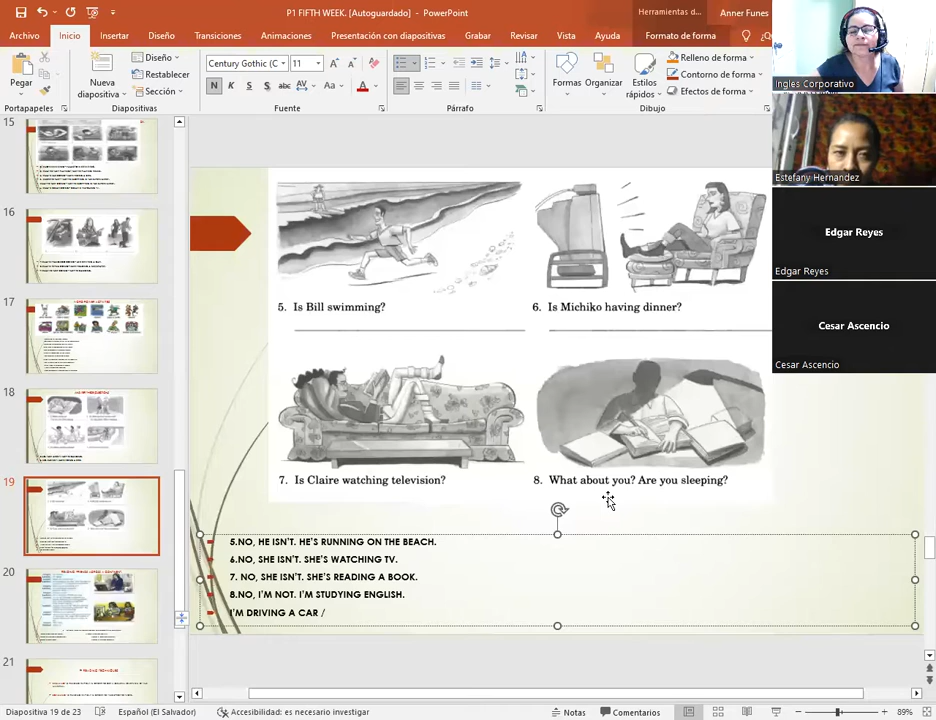 P1 FIFTH WEEK. [Autoguardado] - PowerPoint
Herramientas d...
Anner Funes
Archivo
Inicio
Insertar
Diseño
Transiciones
Animaciones
Presentación con diapositivas
Grabar
Revisar
Vista
Ayuda
Formato de forma
Pegar
Nueva
diapositiva
Diseño
Restablecer
Sección
Century Gothic (C
11
N K S abc AV Aa A
Formas
Organizar
Estilos
rápidos
Relleno de forma
Contorno de forma
Efectos de forma
Portapapeles
Diapositivas
Fuente
Párrafo
Dibujo
Inglés Corporativo
Estefany Hernandez
Edgar Reyes
Edgar Reyes
Cesar Ascencio
Cesar Ascencio
15
16
17
18
19
20
21
5. Is Bill swimming?
6. Is Michiko having dinner?
7. Is Claire watching television?
8. What about you? Are you sleeping?
5.NO, HE ISN'T. HE'S RUNNING ON THE BEACH.
6.NO, SHE ISN'T. SHE'S WATCHING TV.
7. NO, SHE ISN'T. SHE'S READING A BOOK.
8.NO, I'M NOT. I'M STUDYING ENGLISH.
I'M DRIVING A CAR /
Diapositiva 19 de 23
Español (El Salvador)
Accesibilidad: es necesario investigar
Notas
Comentarios
89%